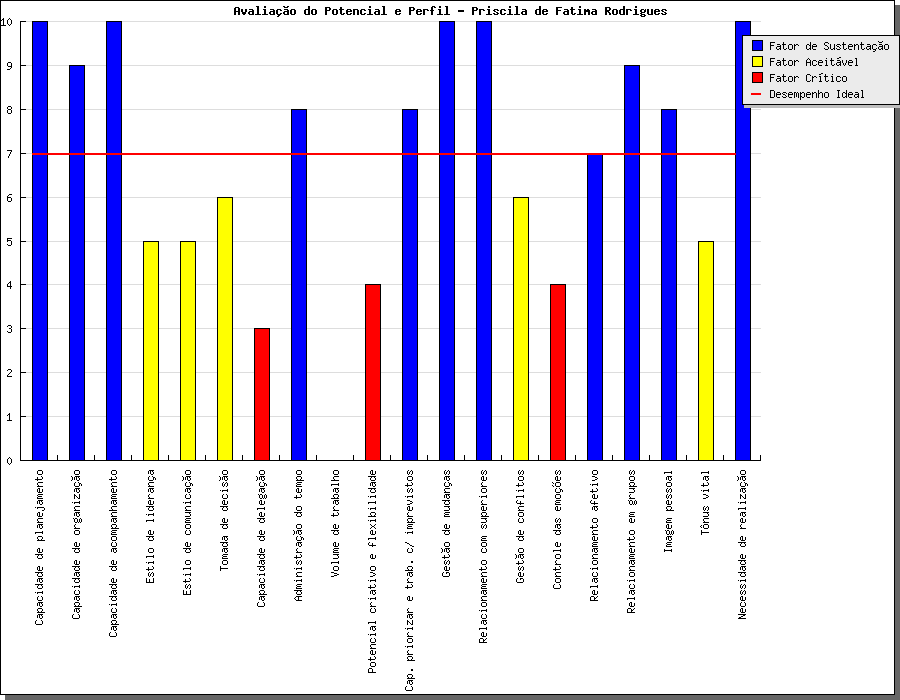 Avaliação do Potencial e Perfil - Priscila de Fatima Rodrigues
10
9
8
7
6
5
4
3
2
1
0
Fator de Sustentação
Fator Aceitável
Fator Crítico
Desempenho Ideal
Capacidade de planejamento
Capacidade de organização
Capacidade de acompanhamento
Estilo de liderança
Estilo de comunicação
Tomada de decisão
Capacidade de delegação
Administração do tempo
Volume de trabalho
Potencial criativo e flexibilidade
Cap. priorizar e trab. c/ imprevistos
Gestão de mudanças
Relacionamento com superiores
Gestão de conflitos
Controle das emoções
Relacionamento afetivo
Relacionamento em grupos
Imagem pessoal
Tônus vital
Necessidade de realização